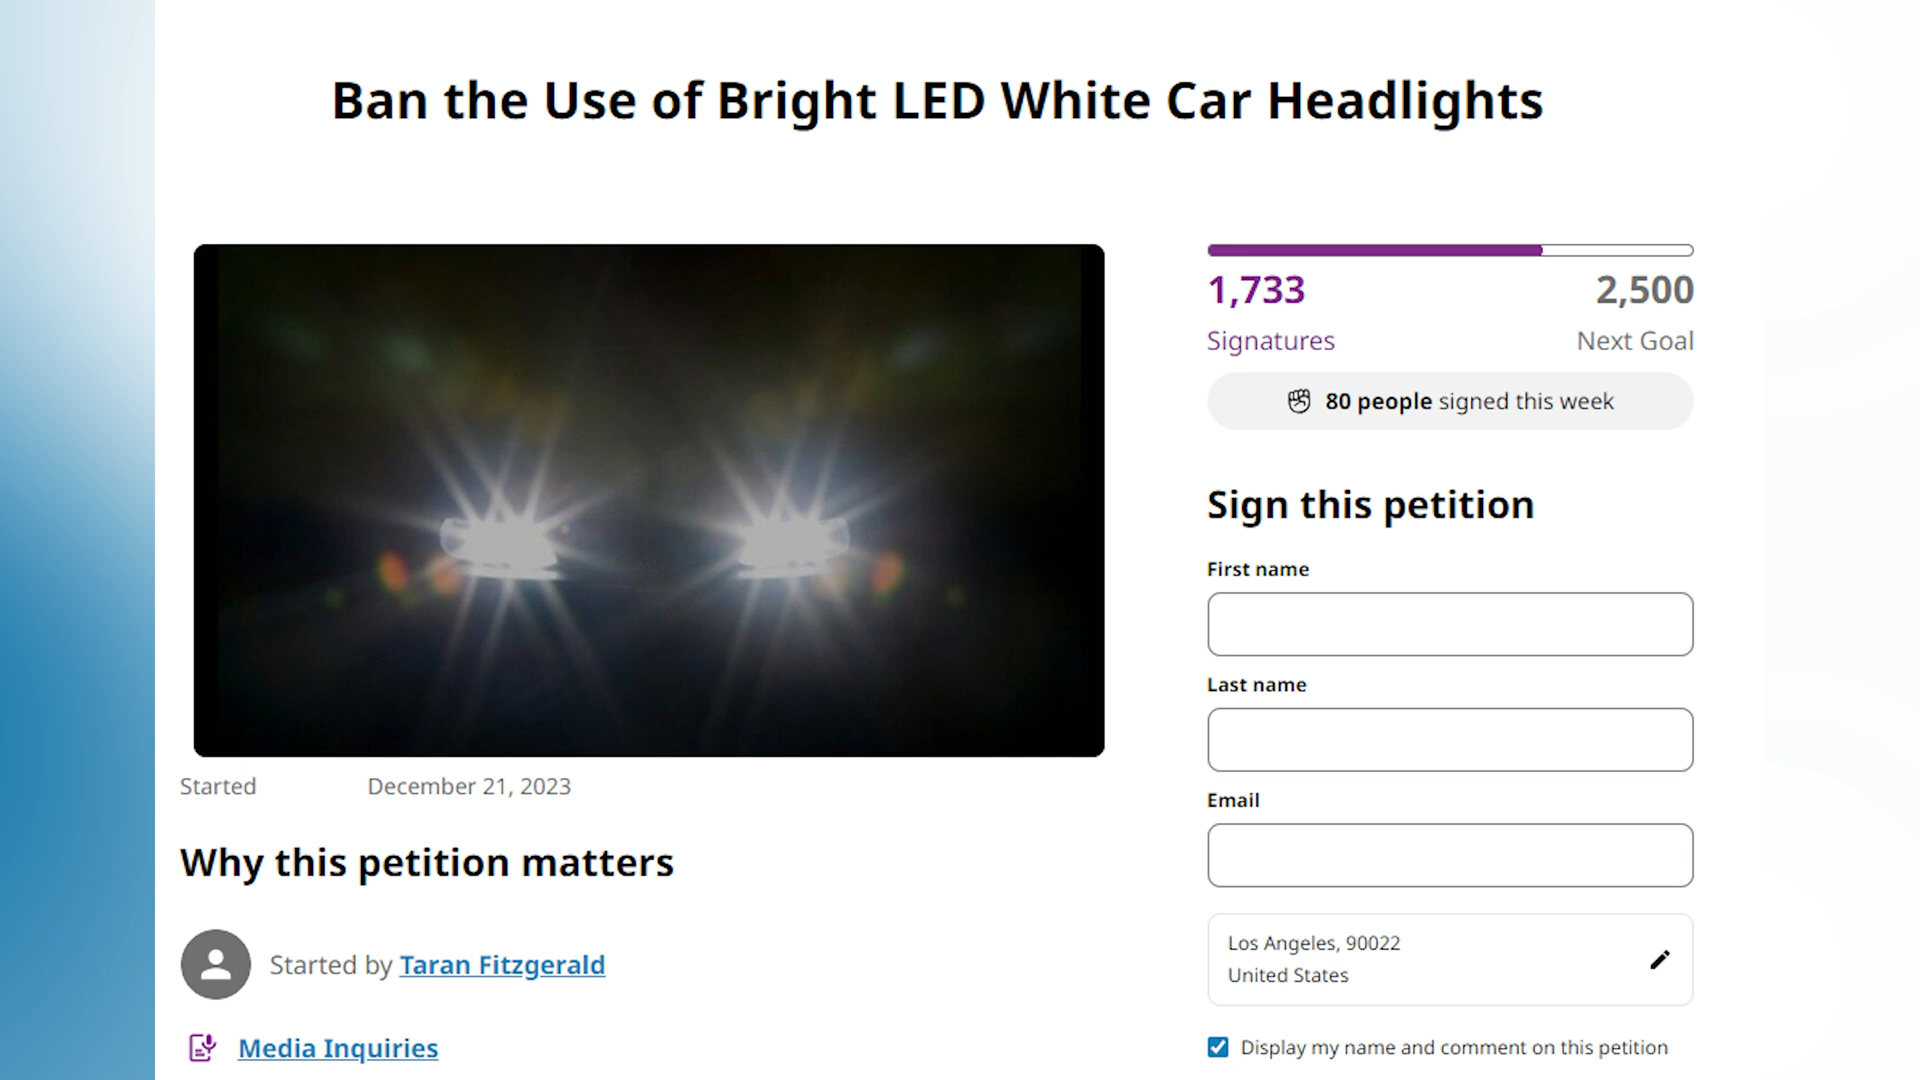 Ban the Use of Bright LED White Car Headlights
1,733
2,500
Signatures
Next Goal
80 people signed this week
Sign this petition
First name
Last name
Email
Los Angeles, 90022
United States
Display my name and comment on this petition
Started
December 21, 2023
Why this petition matters
Started by Taran Fitzgerald
Media Inquiries